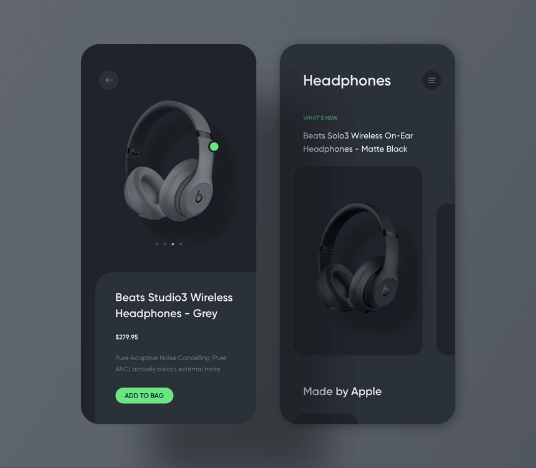 Beats Studio3 Wireless
Headphones - Grey
$279.95
Pure Adaptive Noise Cancelling (Pure
ANC) actively blocks external noise
ADD TO BAG
Headphones
WHAT'S NEW
Beats Solo3 Wireless On-Ear
Headphones - Matte Black
Made by Apple